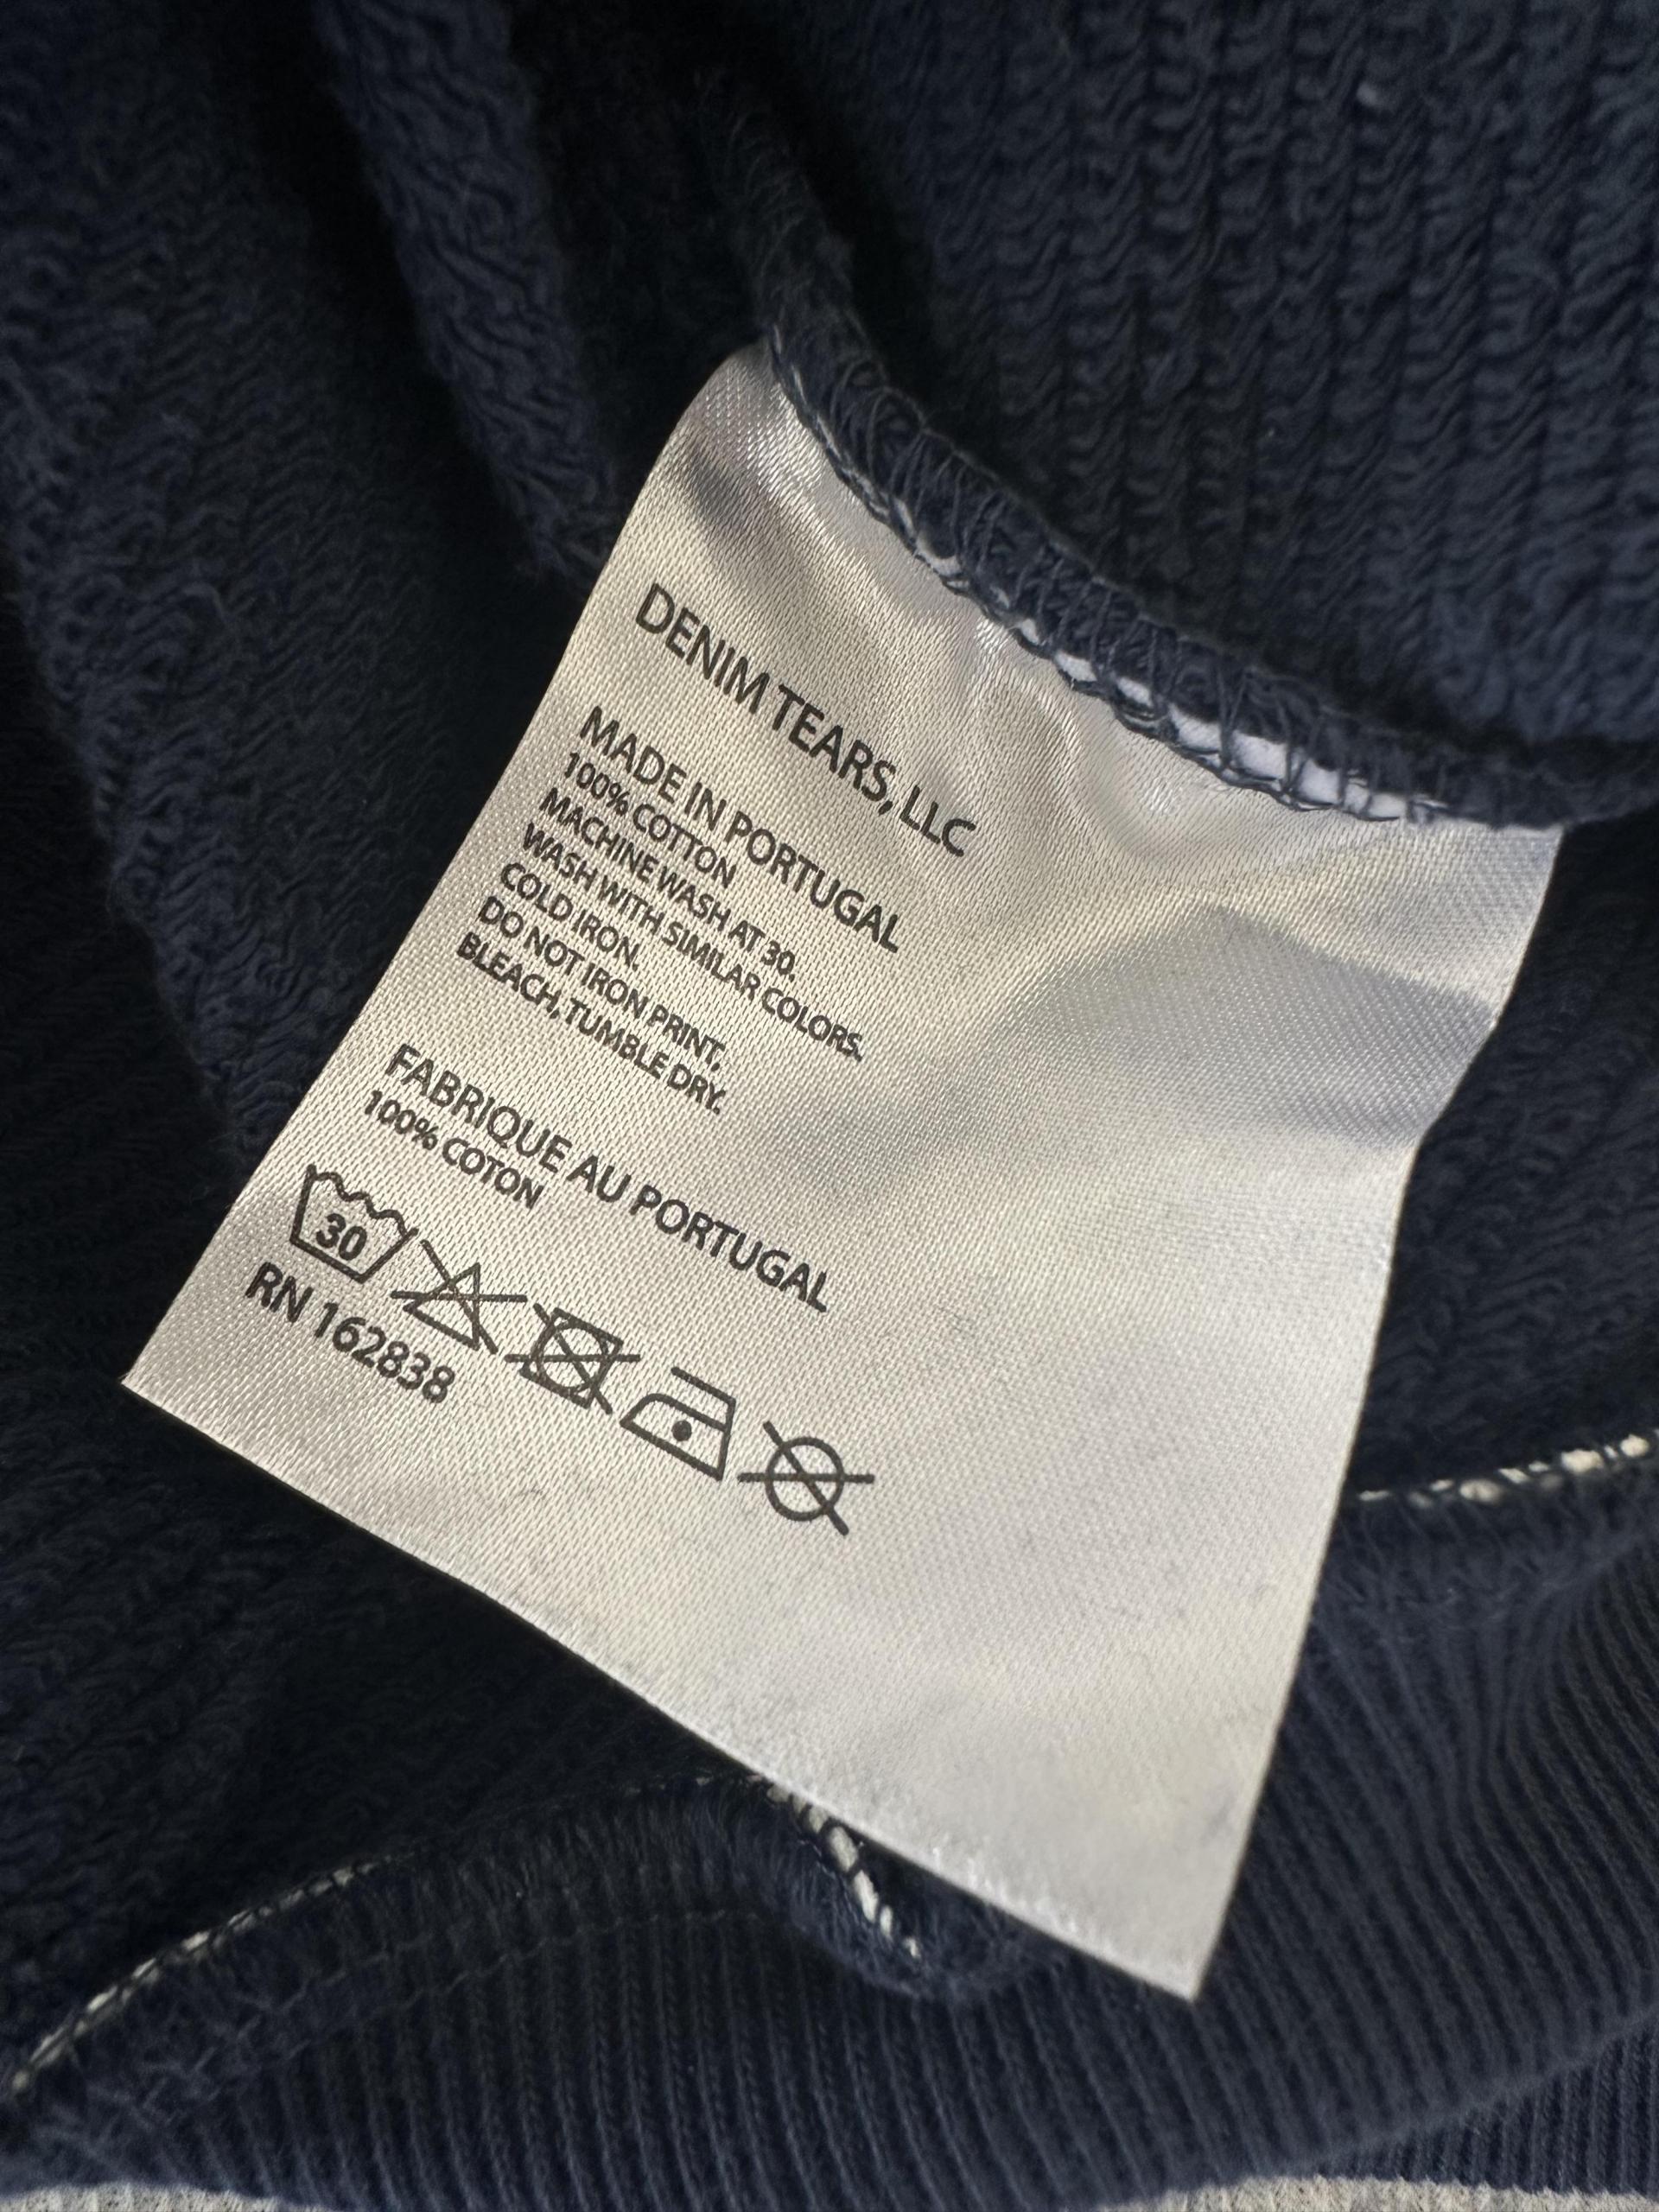 DENIM TEARS, LLC
MADE IN PORTUGAL
100% COTTON
MACHINE WASH AT 30.
WASH WITH SIMILAR COLORS.
COLD IRON.
DO NOT IRON PRINT,
BLEACH, TUMBLE DRY.
FABRIQUE AU PORTUGAL
100% COTON
30
RN 162838